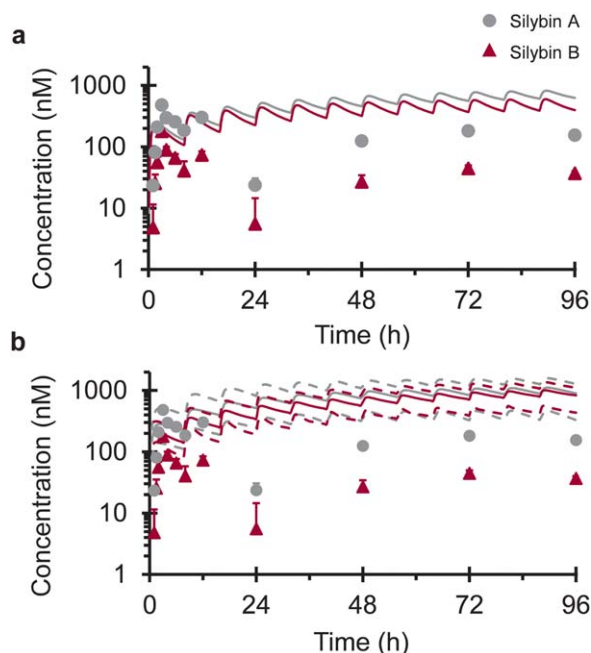 a
Silybin A
Silybin B
Concentration (nM)
1000
100
10
1
0 24 48 72 96
Time (h)
b
Concentration (nM)
1000
100
10
1
0 24 48 72 96
Time (h)